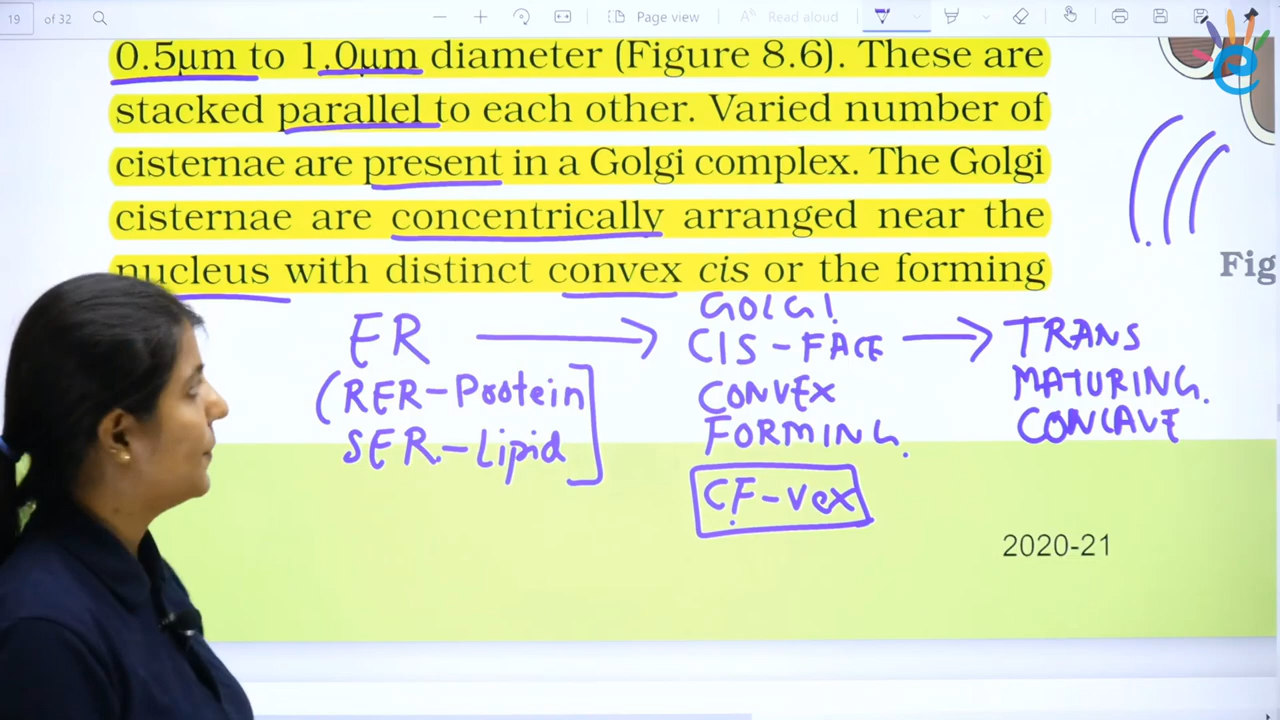 19 of 32
Page view
Read aloud
0.5μm to 1.0μm diameter (Figure 8.6). These are
stacked parallel to each other. Varied number of
cisternae are present in a Golgi complex. The Golgi
cisternae are concentrically arranged near the
nucleus with distinct convex cis or the forming
Fig
ER → GOLGI CIS-FACE → TRANS
(RER-Protein CONVEX MATURING.
SER-Lipid] FORMING. CONCAVE
CF-Vex
2020-21